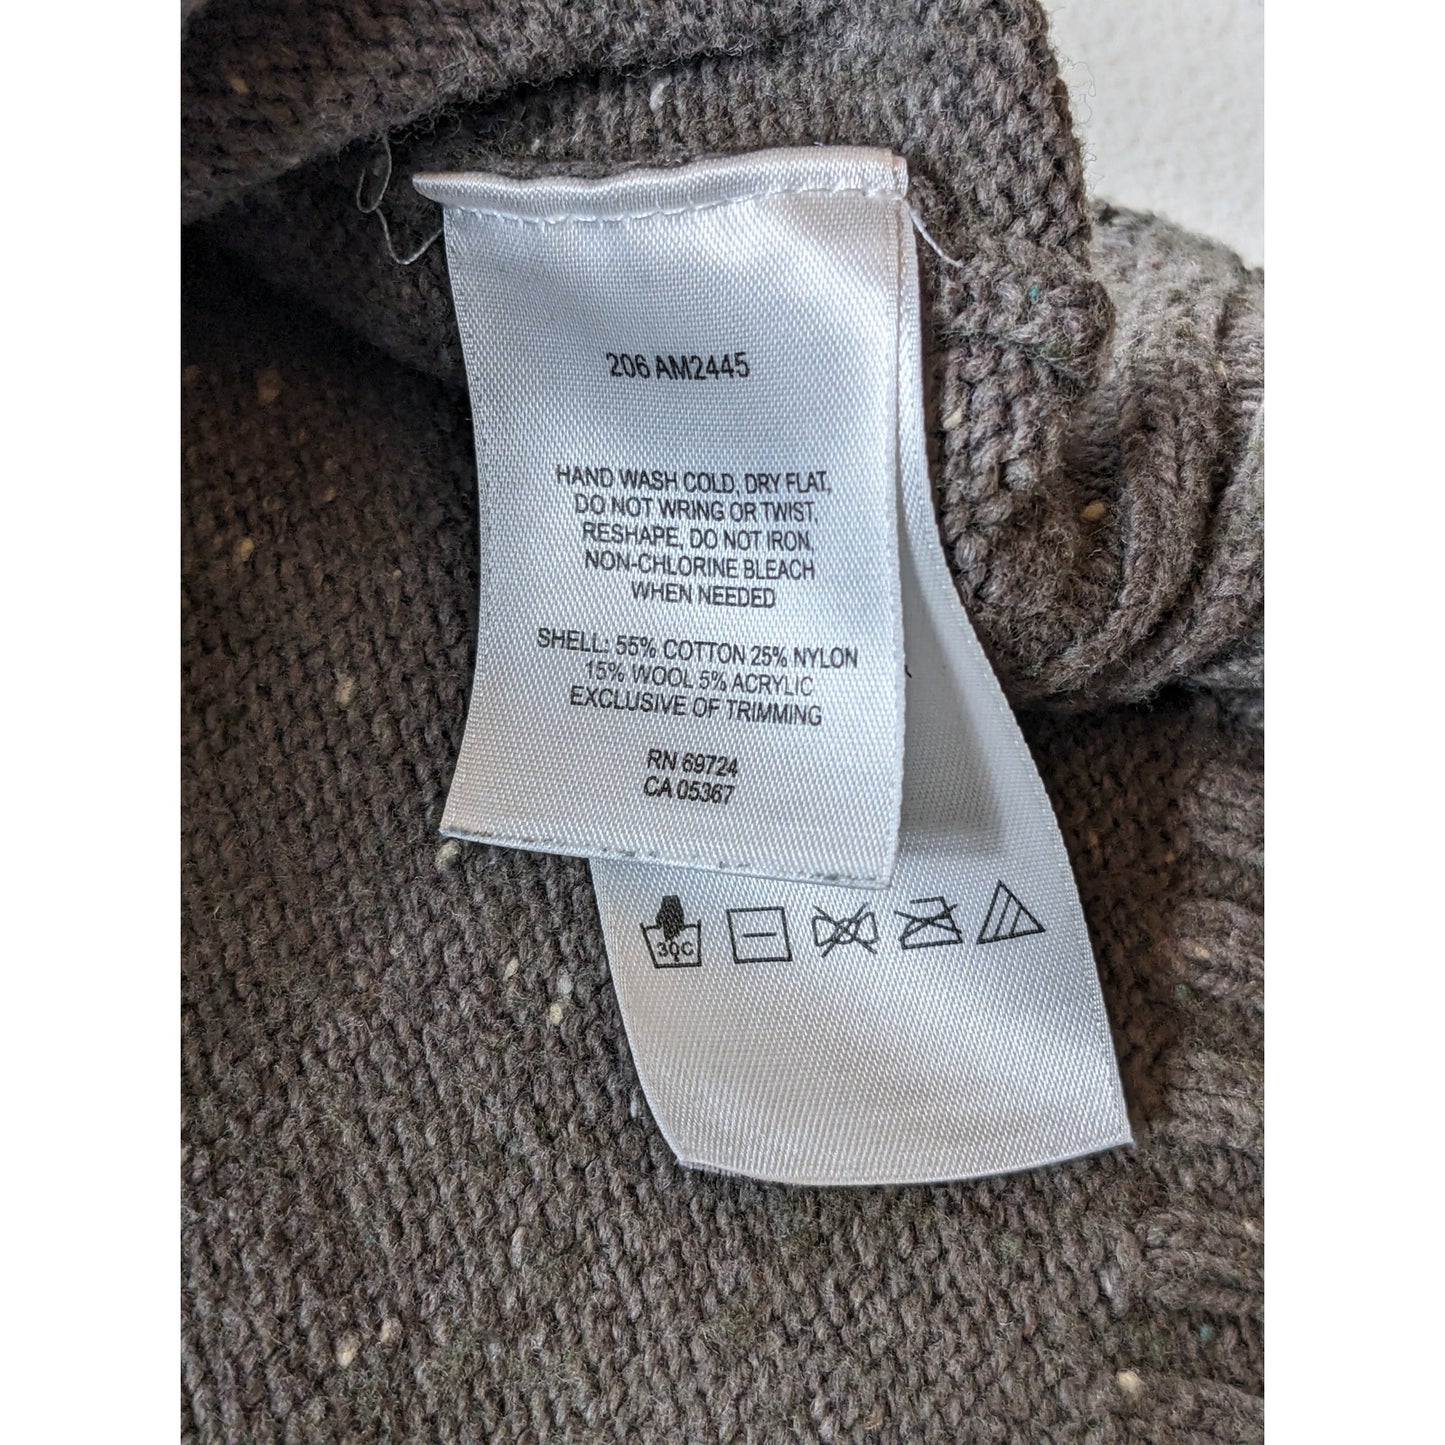 206 AM2445
HAND WASH COLD, DRY FLAT,
DO NOT WRING OR TWIST,
RESHAPE, DO NOT IRON,
NON-CHLORINE BLEACH
WHEN NEEDED
SHELL: 55% COTTON 25% NYLON
15% WOOL 5% ACRYLIC
EXCLUSIVE OF TRIMMING
RN 69724
CA 05367
30C